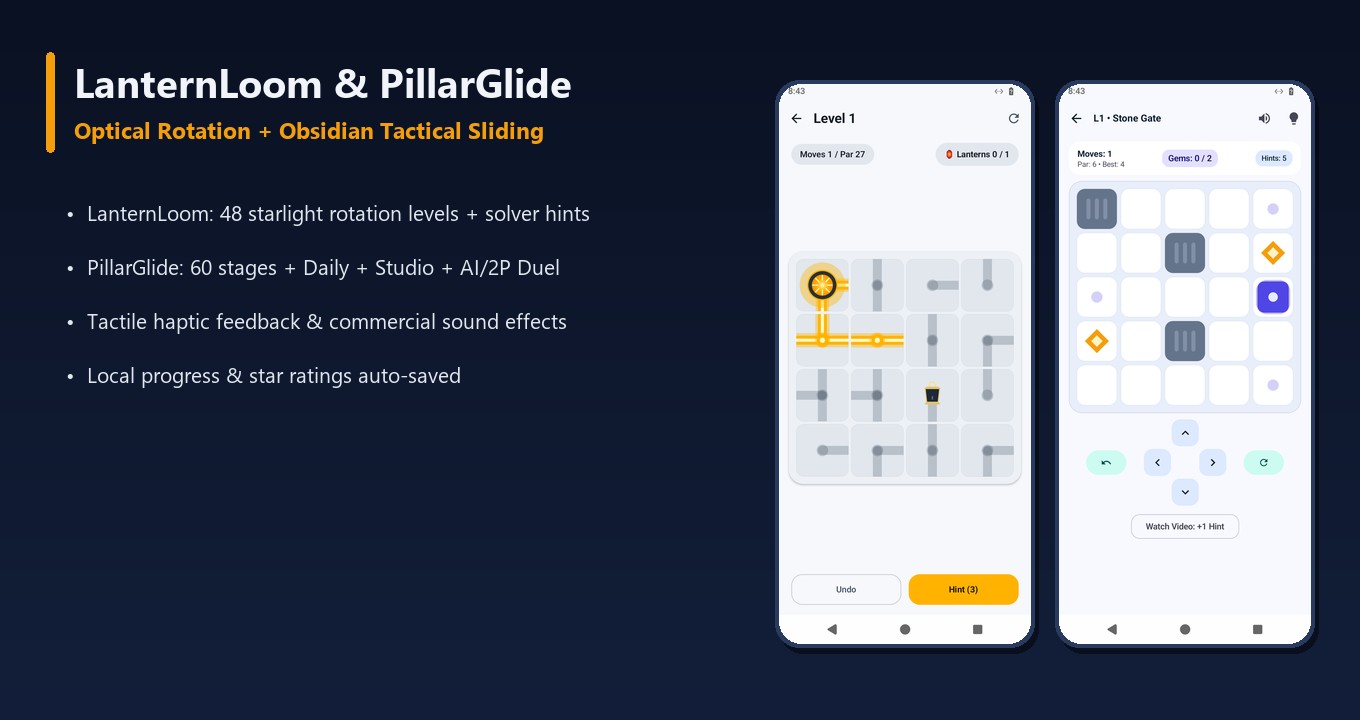 LanternLoom & PillarGlide
Optical Rotation + Obsidian Tactical Sliding
• LanternLoom: 48 starlight rotation levels + solver hints
• PillarGlide: 60 stages + Daily + Studio + AI/2P Duel
• Tactile haptic feedback & commercial sound effects
• Local progress & star ratings auto-saved
8:43
Level 1
Moves 1 / Par 27
Lanterns 0 / 1
Undo
Hint (3)
8:43
L1 • Stone Gate
Moves: 1
Par: 6 • Best: 4
Gems: 0 / 2
Hints: 5
Watch Video: +1 Hint